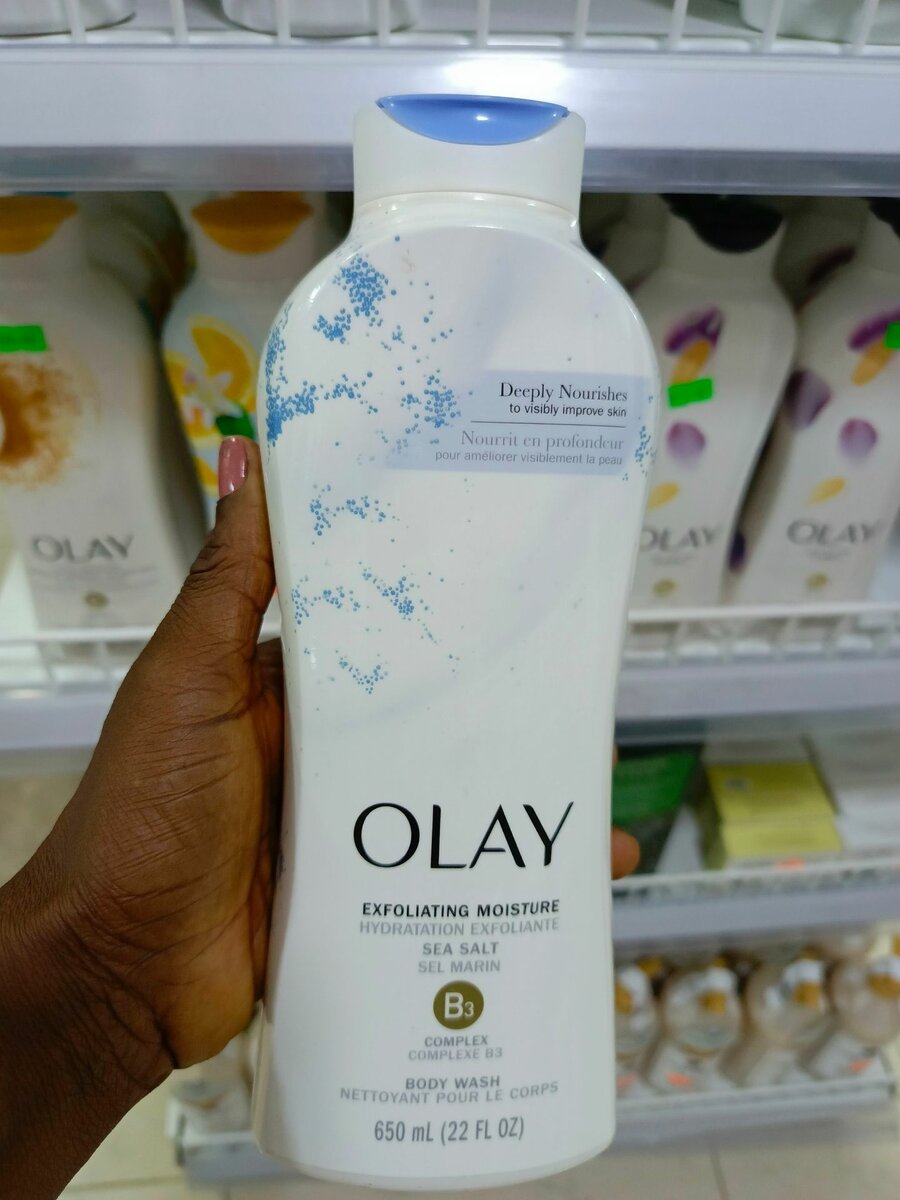 Deeply Nourishes
to visibly improve skin
Nourrit en profondeur
pour améliorer visiblement la peau
OLAY
EXFOLIATING MOISTURE
HYDRATATION EXFOLIANTE
SEA SALT
SEL MARIN
B3
COMPLEX
COMPLEXE B3
BODY WASH
NETTOYANT POUR LE CORPS
650 mL (22 FL OZ)
OLAY
OLAY
OLAY